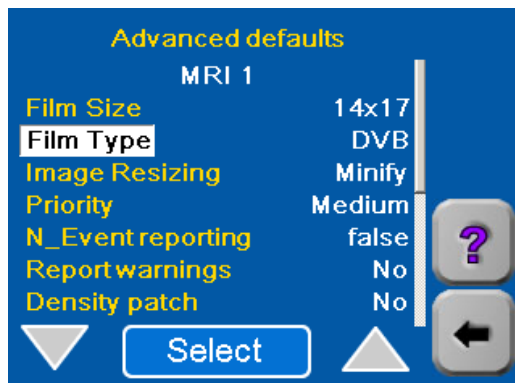 Advanced defaults
MRI 1
Film Size 14x17
Film Type DVB
Image Resizing Minify
Priority Medium
N_Event reporting false
Report warnings No
Density patch No
?
Select